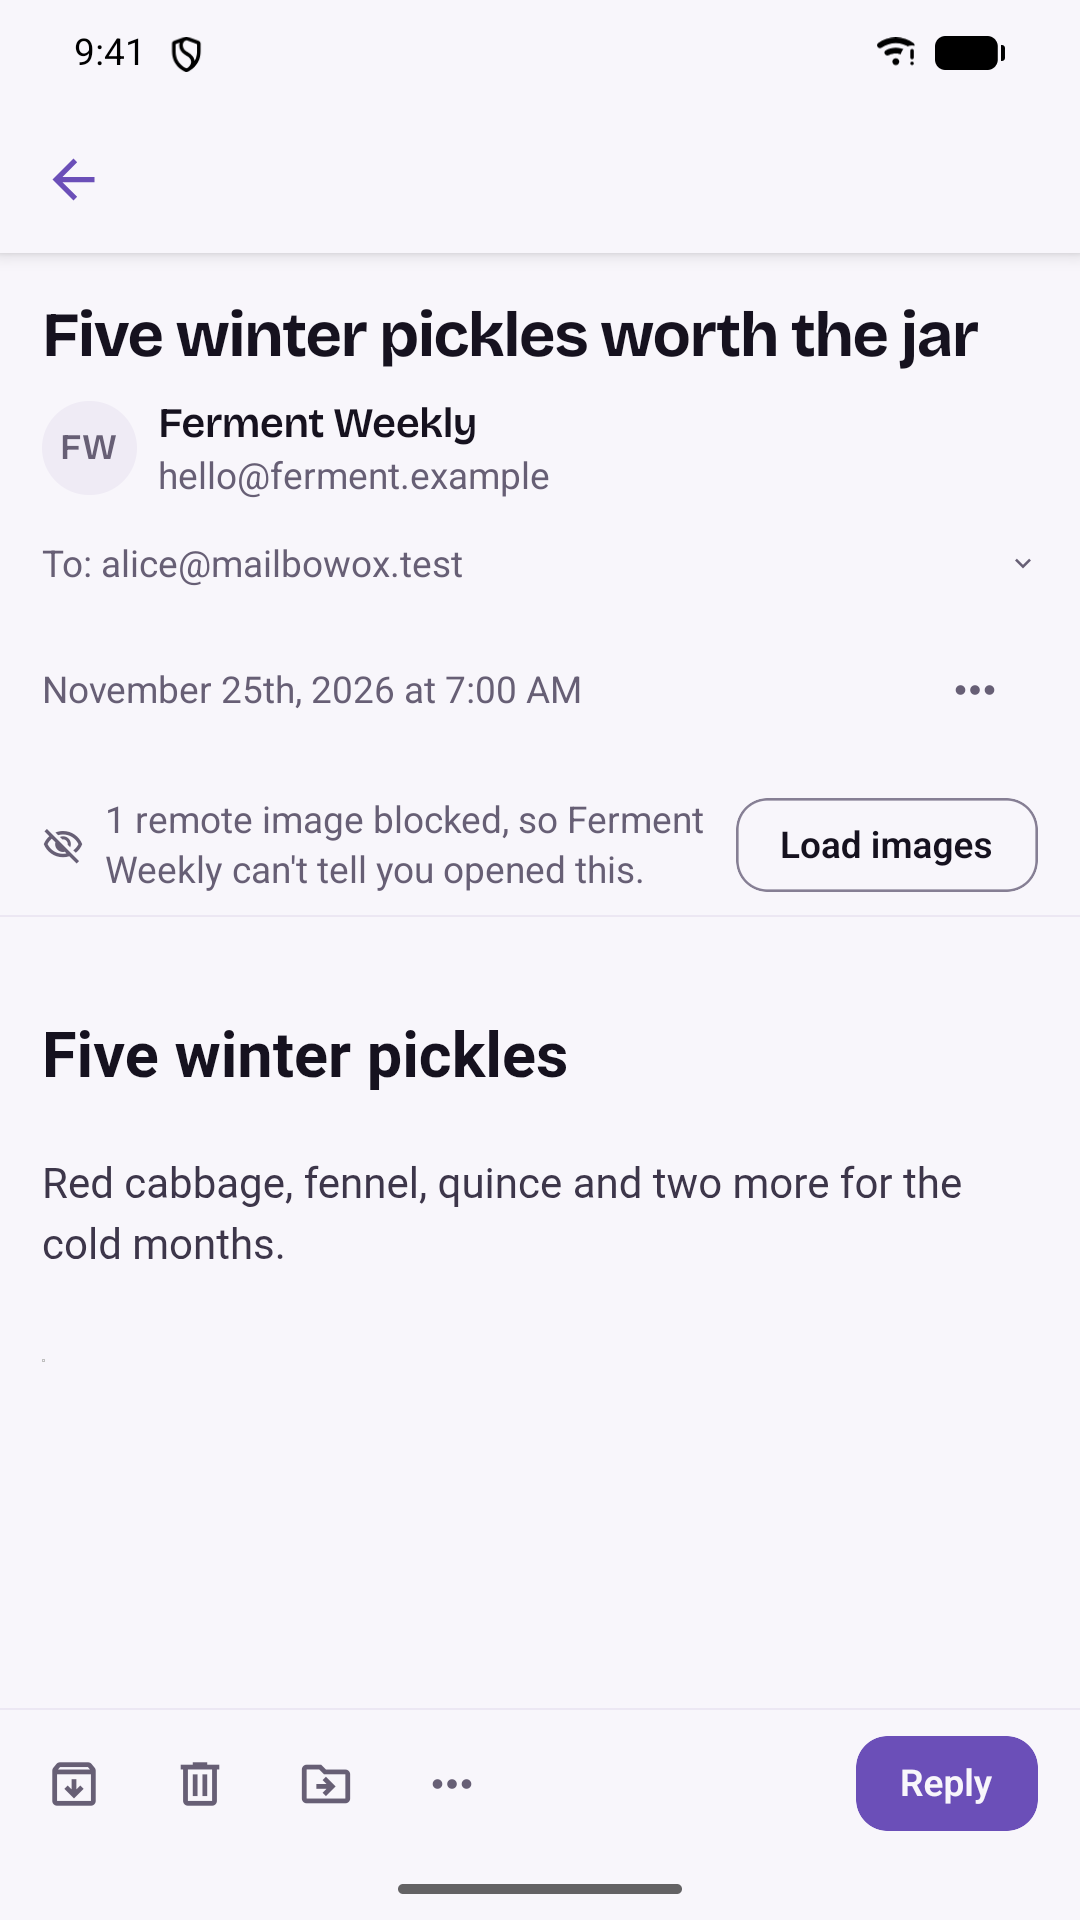 9:41
Five winter pickles worth the jar
FW
Ferment Weekly
hello@ferment.example
To: alice@mailbowox.test
November 25th, 2026 at 7:00 AM
1 remote image blocked, so Ferment
Weekly can't tell you opened this.
Load images
Five winter pickles
Red cabbage, fennel, quince and two more for the
cold months.
Reply